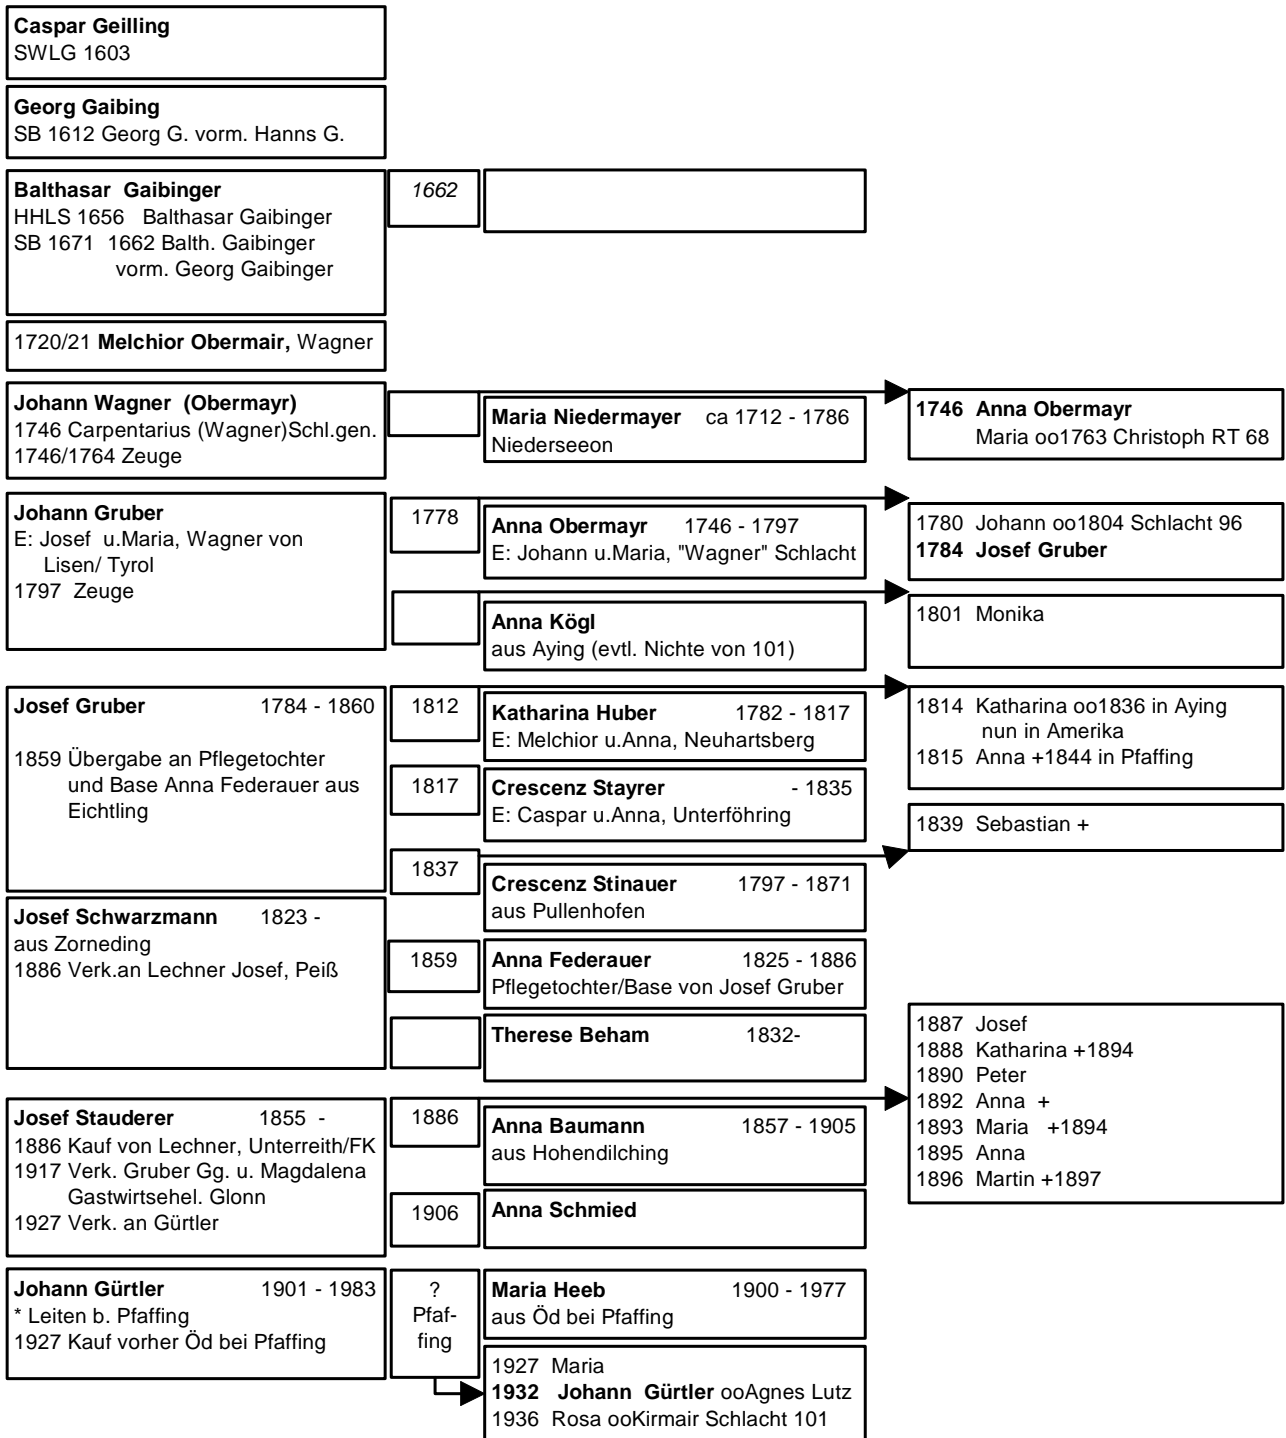 Caspar Geilling
SWLG 1603
Georg Gaibing
SB 1612 Georg G. vorm. Hanns G.
Balthasar Gaibinger
HHLS 1656 Balthasar Gaibinger
SB 1671 1662 Balth. Gaibinger
vorm. Georg Gaibinger
1662
1720/21 Melchior Obermair, Wagner
Johann Wagner (Obermayr)
1746 Carpentarius (Wagner)Schl.gen.
1746/1764 Zeuge
Maria Niedermayer ca 1712 - 1786
Niederseeon
1746 Anna Obermayr
Maria oo1763 Christoph RT 68
Johann Gruber
E: Josef u.Maria, Wagner von
Lisen/ Tyrol
1797 Zeuge
1778
Anna Obermayr 1746 - 1797
E: Johann u.Maria, "Wagner" Schlacht
1780 Johann oo1804 Schlacht 96
1784 Josef Gruber
Anna Kögl
aus Aying (evtl. Nichte von 101)
1801 Monika
Josef Gruber 1784 - 1860
1859 Übergabe an Pflegetochter
und Base Anna Federauer aus
Eichtling
1812
Katharina Huber 1782 - 1817
E: Melchior u.Anna, Neuhartsberg
1814 Katharina oo1836 in Aying
nun in Amerika
1815 Anna +1844 in Pfaffing
1817
Crescenz Stayrer - 1835
E: Caspar u.Anna, Unterföhring
1839 Sebastian +
1837
Crescenz Stinauer 1797 - 1871
aus Pullenhofen
Josef Schwarzmann 1823 -
aus Zorneding
1886 Verk.an Lechner Josef, Peiß
1859
Anna Federauer 1825 - 1886
Pflegetochter/Base von Josef Gruber
Therese Beham 1832-
1887 Josef
1888 Katharina +1894
1890 Peter
1892 Anna +
1893 Maria +1894
1895 Anna
1896 Martin +1897
Josef Stauderer 1855 -
1886 Kauf von Lechner, Unterreith/FK
1917 Verk. Gruber Gg. u. Magdalena
Gastwirtsehel. Glonn
1927 Verk. an Gürtler
1886
Anna Baumann 1857 - 1905
aus Hohendilching
1906
Anna Schmied
Johann Gürtler 1901 - 1983
* Leiten b. Pfaffing
1927 Kauf vorher Öd bei Pfaffing
?
Pfaf-
fing
Maria Heeb 1900 - 1977
aus Öd bei Pfaffing
1927 Maria
1932 Johann Gürtler ooAgnes Lutz
1936 Rosa ooKirmair Schlacht 101